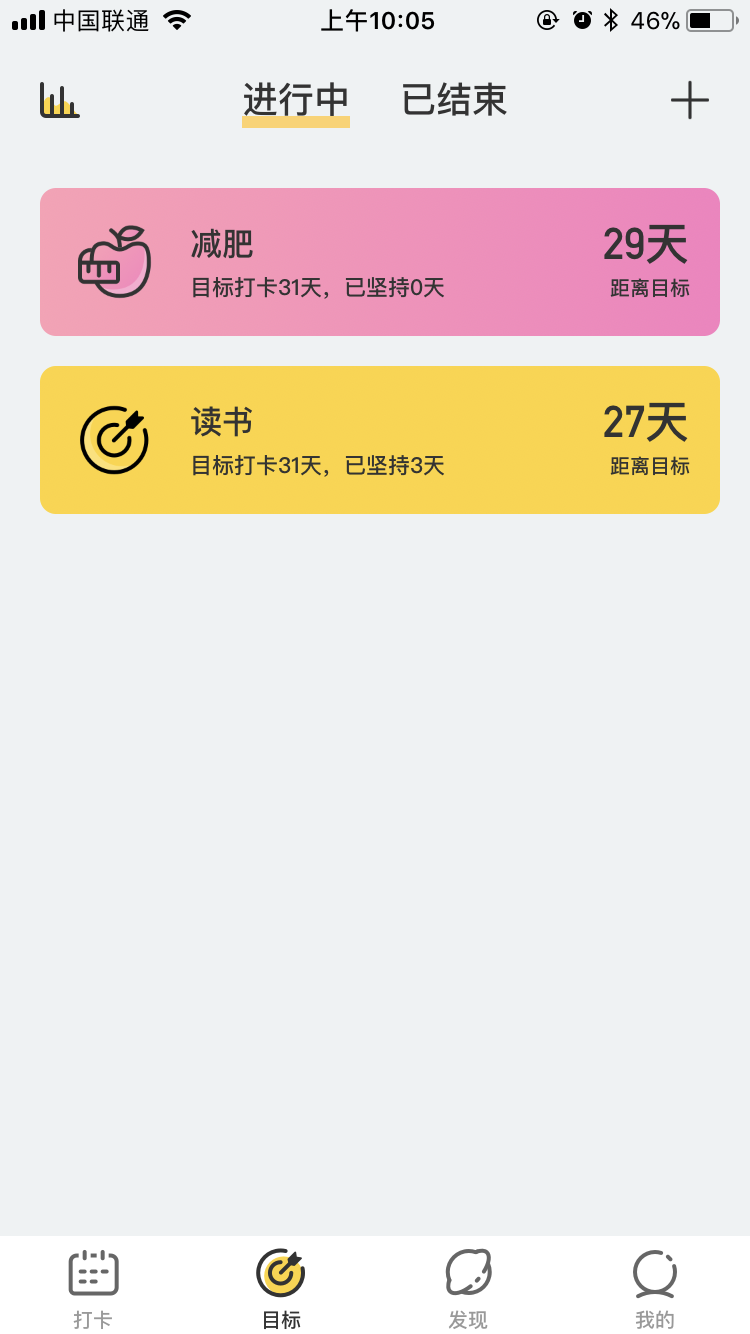 中国联通 上午10:05 46%
进行中 已结束
减肥 29天
目标打卡31天，已坚持0天 距离目标
读书 27天
目标打卡31天，已坚持3天 距离目标
打卡 目标 发现 我的